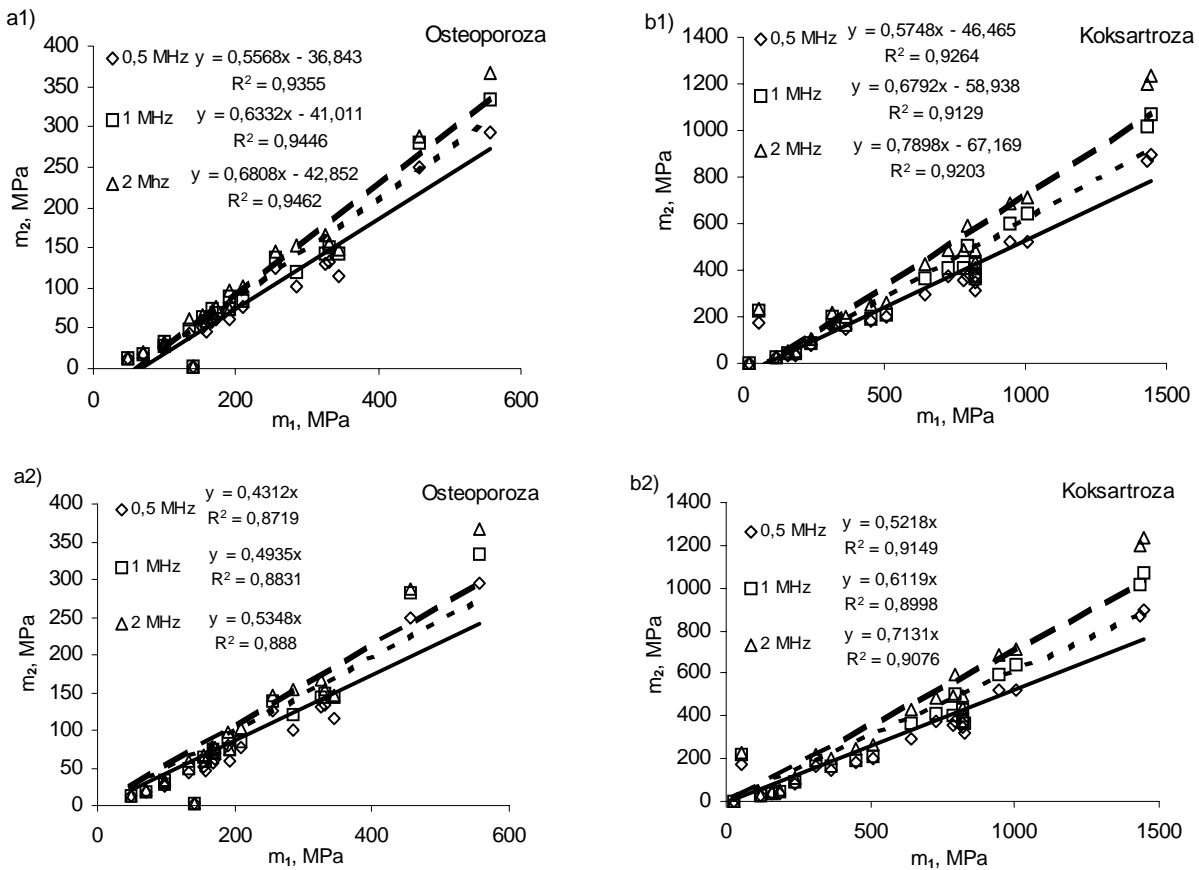 a1)
Osteoporoza
400
350
300
250
200
150
100
50
0
0,5 MHz y = 0,5568x - 36,843
R² = 0,9355
1 MHz y = 0,6332x - 41,011
R² = 0,9446
2 Mhz y = 0,6808x - 42,852
R² = 0,9462
m₂, MPa
0 200 400 600
m₁, MPa
b1)
Koksartroza
1400
1200
1000
800
600
400
200
0
0,5 MHz y = 0,5748x - 46,465
R² = 0,9264
1 MHz y = 0,6792x - 58,938
R² = 0,9129
2 MHz y = 0,7898x - 67,169
R² = 0,9203
m₂, MPa
0 500 1000 1500
m₁, MPa
a2)
Osteoporoza
400
350
300
250
200
150
100
50
0
0,5 MHz y = 0,4312x
R² = 0,8719
1 MHz y = 0,4935x
R² = 0,8831
2 MHz y = 0,5348x
R² = 0,888
m₂, MPa
0 200 400 600
m₁, MPa
b2)
Koksartroza
1400
1200
1000
800
600
400
200
0
0,5 MHz y = 0,5218x
R² = 0,9149
1 MHz y = 0,6119x
R² = 0,8998
2 MHz y = 0,7131x
R² = 0,9076
m₂, MPa
0 500 1000 1500
m₁, MPa